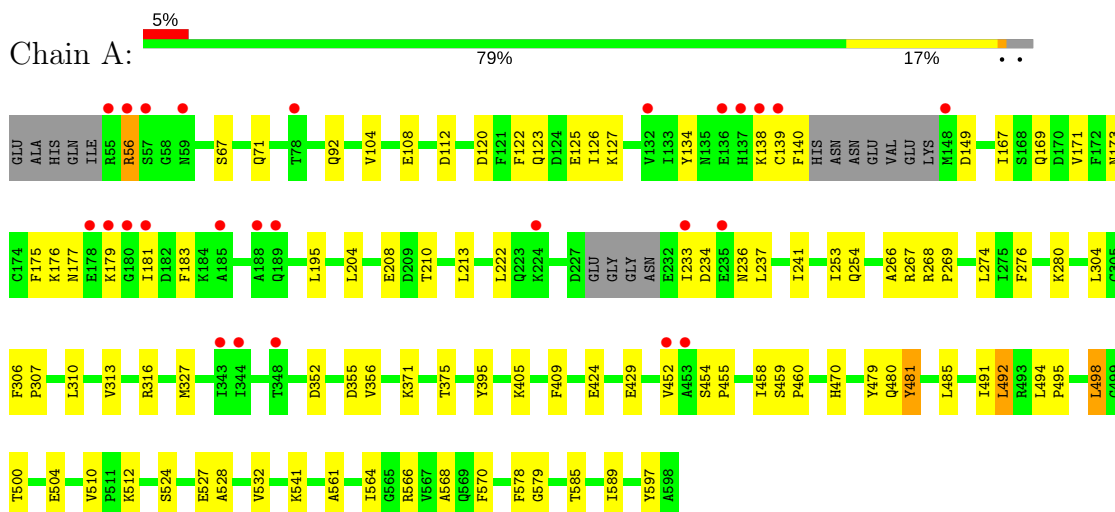 5%
Chain A:
79% 17% • •
GLU ALA HIS GLN ILE R55 R56 S57 G58 N59 S67 Q71 T78 Q92 V104 E108 D112 D120 F121 F122 Q123 D124 E125 I126 K127 V132 I133 Y134 N135 E136 H137 K138 C139 F140 HIS ASN ASN GLU VAL GLU LYS M148 D149 I167 S168 Q169 D170 V171 F172 N173
C174 F175 K176 N177 E178 K179 G180 I181 D182 F183 K184 A185 A188 Q189 L195 L204 E208 D209 T210 L213 L222 Q223 K224 D227 GLU GLY GLY ASN E232 I233 D234 E235 N236 L237 I241 I253 Q254 A266 R267 R268 P269 L274 I275 F276 K280 L304 G305
F306 P307 L310 V313 R316 M327 I343 I344 T348 D352 D355 V356 K371 T375 Y395 K405 F409 E424 E429 V452 A453 S454 P455 I458 S459 P460 H470 Y479 Q480 Y481 L485 I491 L492 R493 L494 P495 L498 G499
T500 E504 V510 P511 K512 S524 E527 A528 V532 K541 A561 I564 G565 R566 V567 A568 Q569 F570 F578 G579 T585 I589 Y597 A598